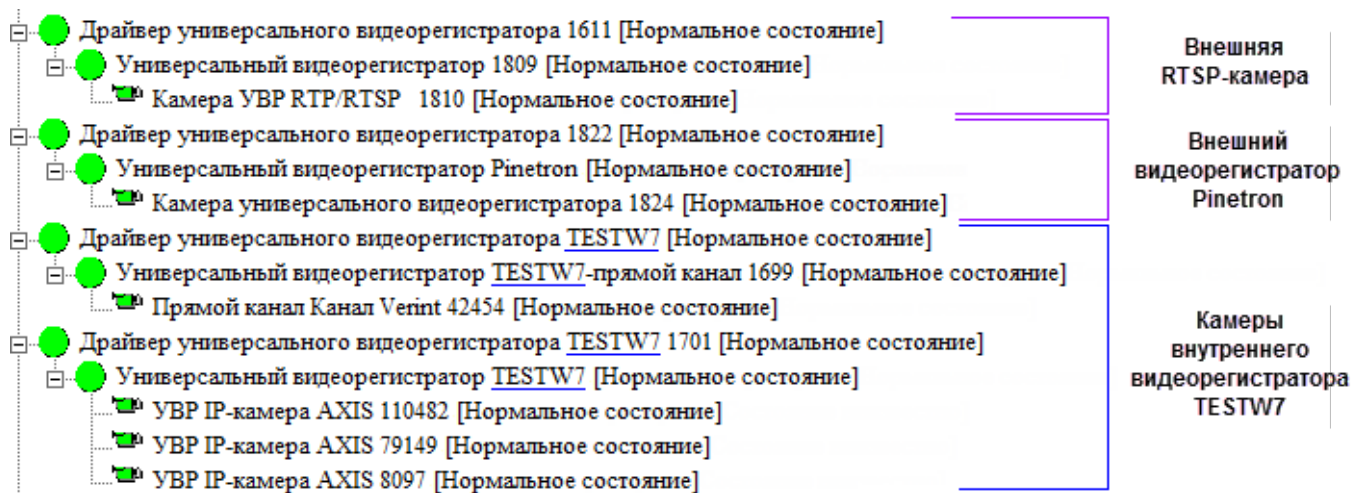 Драйвер универсального видеорегистратора 1611 [Нормальное состояние]
Универсальный видеорегистратор 1809 [Нормальное состояние]
Камера УВР RTP/RTSP 1810 [Нормальное состояние]
Внешняя
RTSP-камера
Драйвер универсального видеорегистратора 1822 [Нормальное состояние]
Универсальный видеорегистратор Pinetron [Нормальное состояние]
Камера универсального видеорегистратора 1824 [Нормальное состояние]
Внешний
видеорегистратор
Pinetron
Драйвер универсального видеорегистратора TESTW7 [Нормальное состояние]
Универсальный видеорегистратор TESTW7-прямой канал 1699 [Нормальное состояние]
Прямой канал Канал Verint 42454 [Нормальное состояние]
Драйвер универсального видеорегистратора TESTW7 1701 [Нормальное состояние]
Универсальный видеорегистратор TESTW7 [Нормальное состояние]
УВР IP-камера AXIS 110482 [Нормальное состояние]
УВР IP-камера AXIS 79149 [Нормальное состояние]
УВР IP-камера AXIS 8097 [Нормальное состояние]
Камеры
внутреннего
видеорегистратора
TESTW7